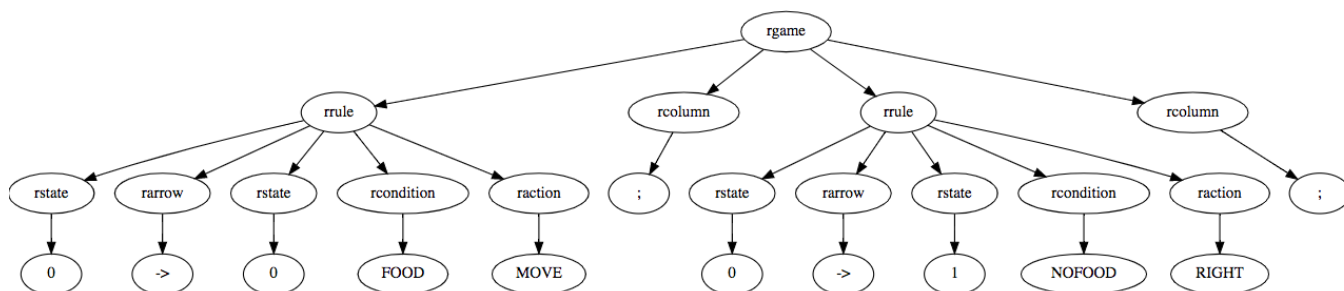 rgame
rrule rcolumn rrule rcolumn
rstate rarrow rstate rcondition raction ; rstate rarrow rstate rcondition raction ;
0 -> 0 FOOD MOVE 0 -> 1 NOFOOD RIGHT